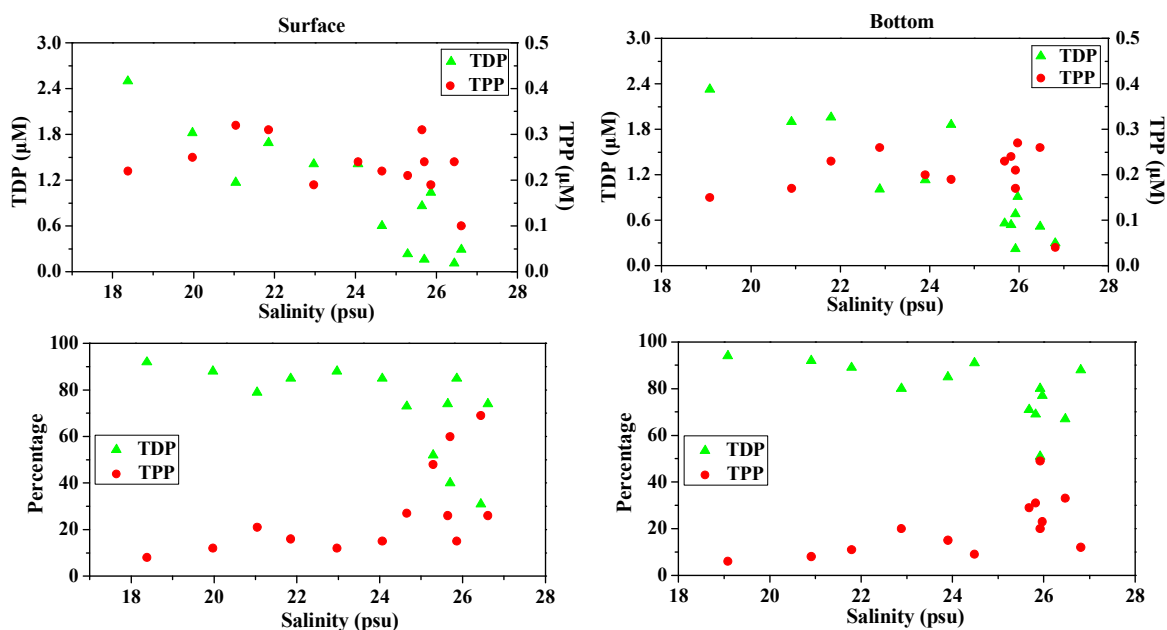 Surface
3.0
2.4
1.8
1.2
0.6
0.0
TDP (μM)
0.5
0.4
0.3
0.2
0.1
0.0
TPP (μM)
TDP
TPP
18 20 22 24 26 28
Salinity (psu)
Bottom
3.0
2.4
1.8
1.2
0.6
0.0
TDP (μM)
0.5
0.4
0.3
0.2
0.1
0.0
TPP (μM)
TDP
TPP
18 20 22 24 26 28
Salinity (psu)
100
80
60
40
20
0
Percentage
TDP
TPP
18 20 22 24 26 28
Salinity (psu)
100
80
60
40
20
0
Percentage
TDP
TPP
18 20 22 24 26 28
Salinity (psu)